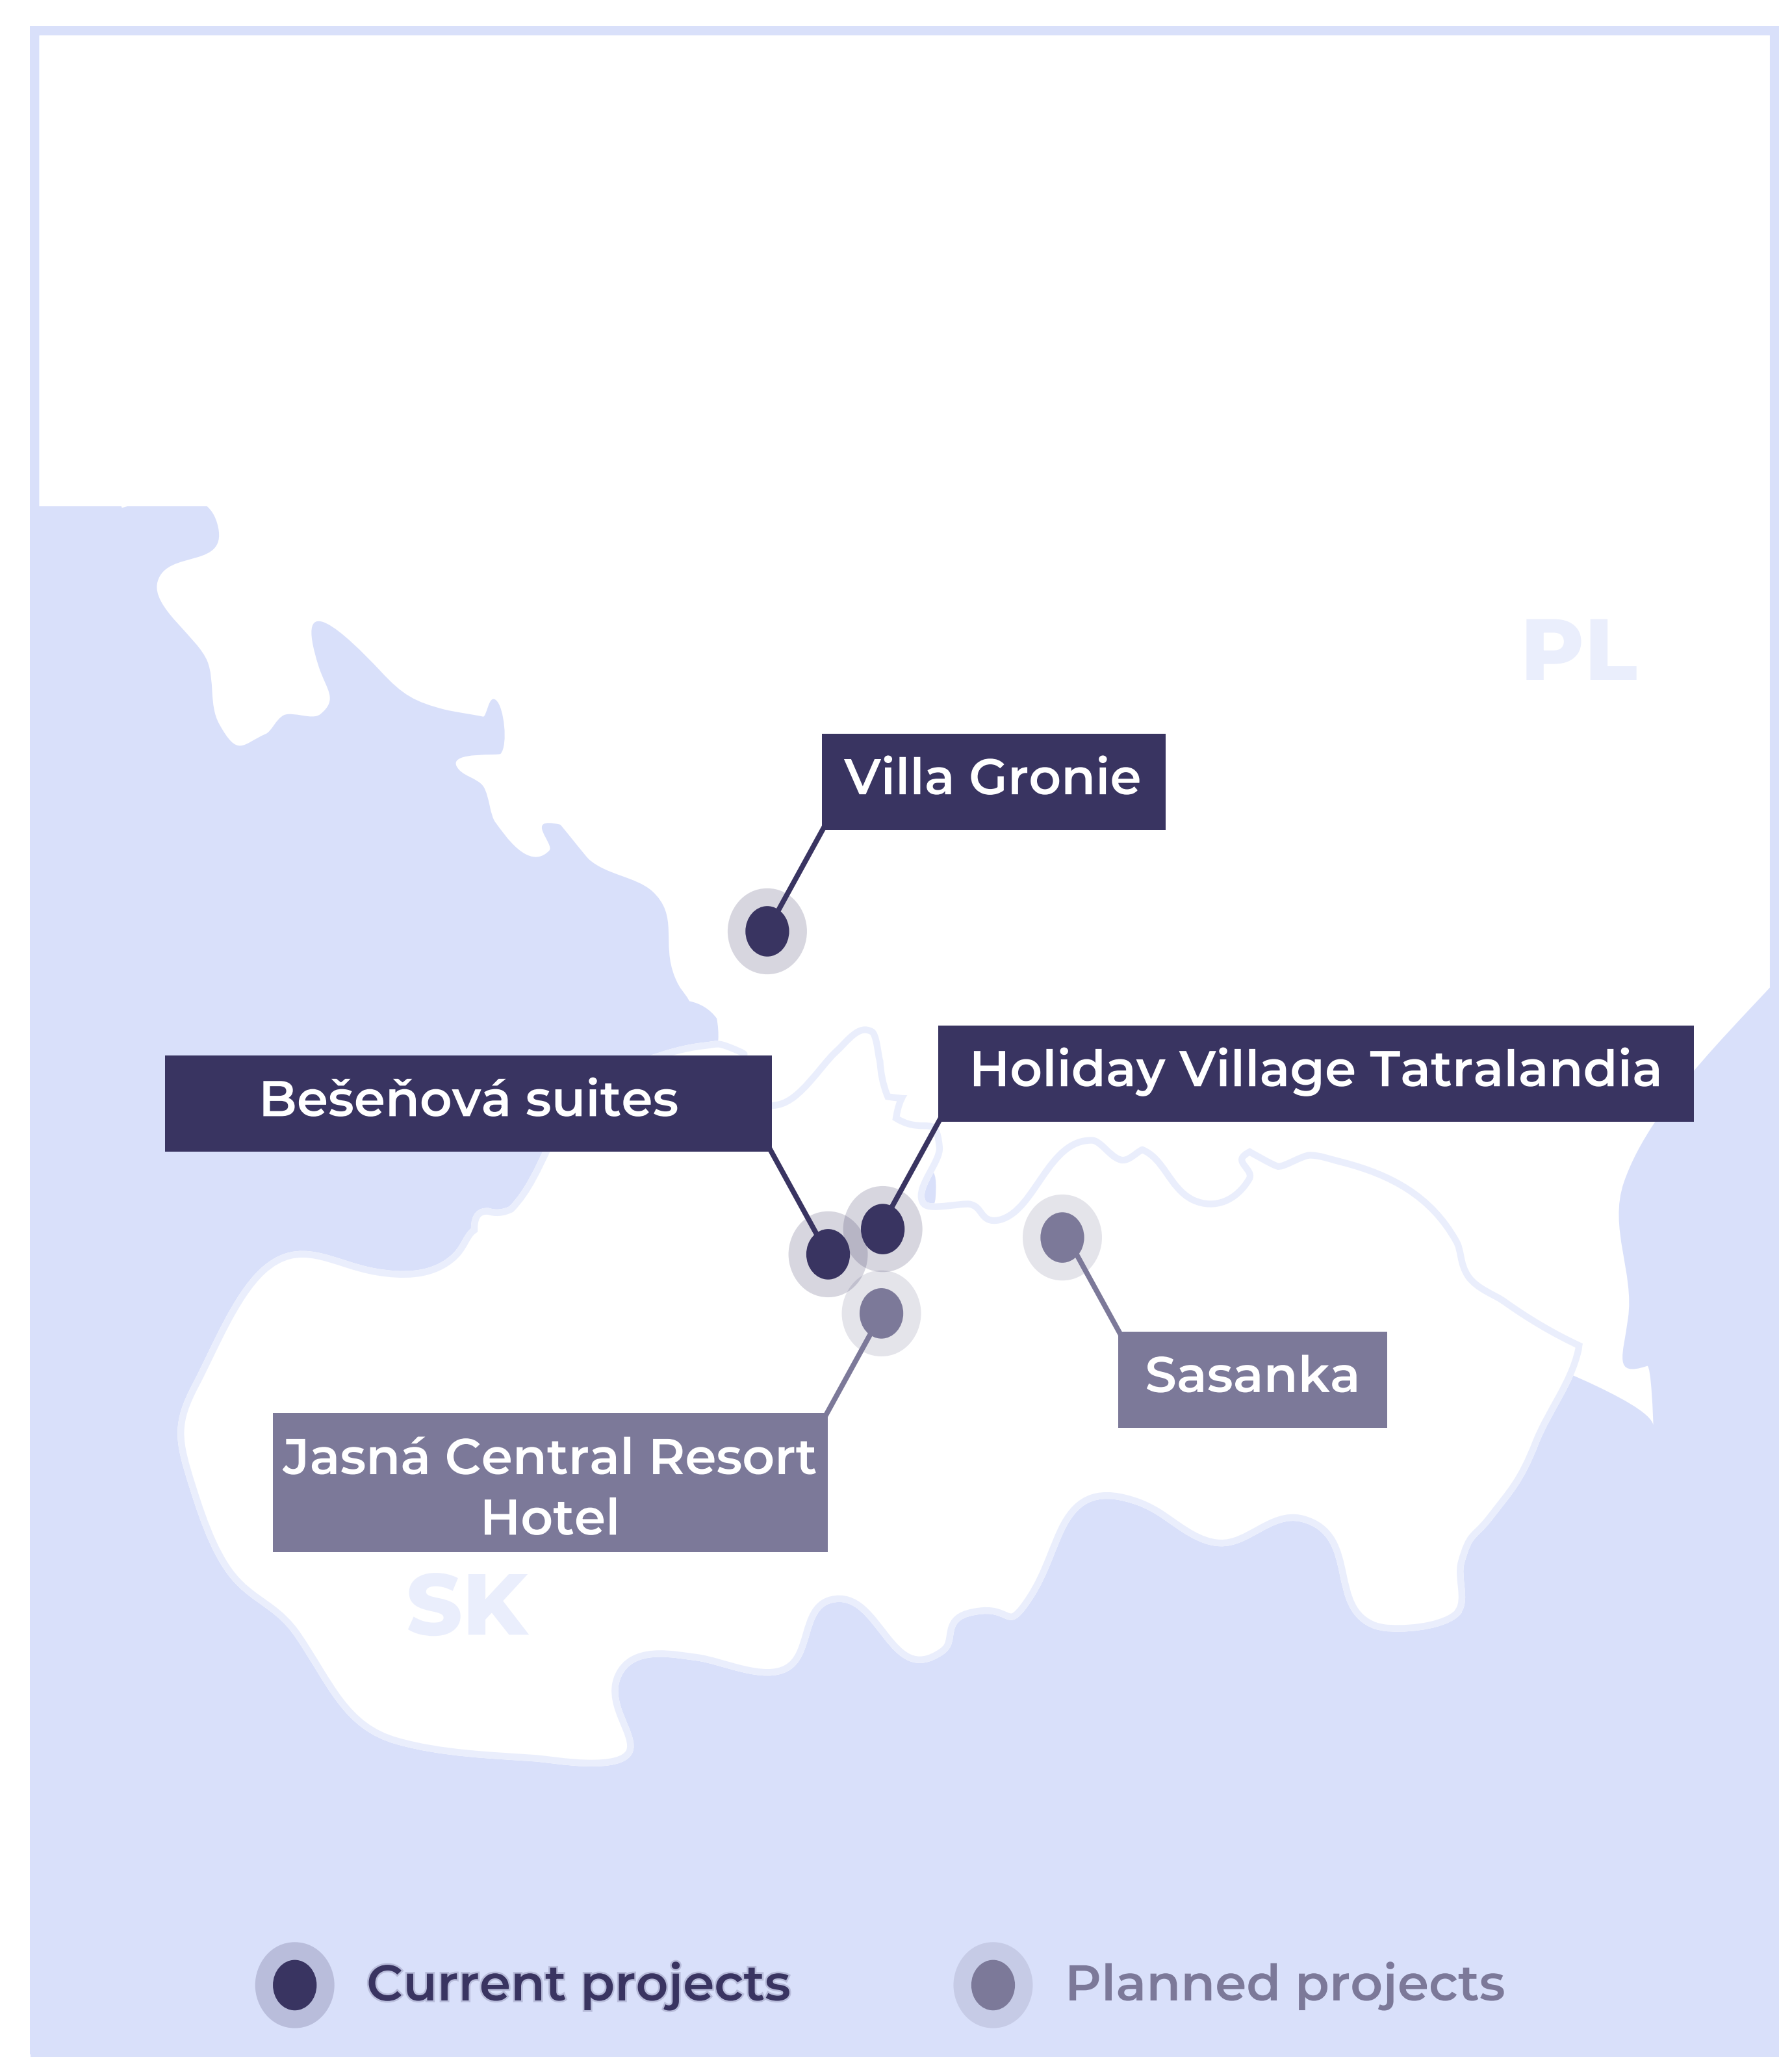 PL
Villa Gronie
Holiday Village Tatralandia
Bešeňová suites
Sasanka
Jasná Central Resort
Hotel
SK
Current projects
Planned projects